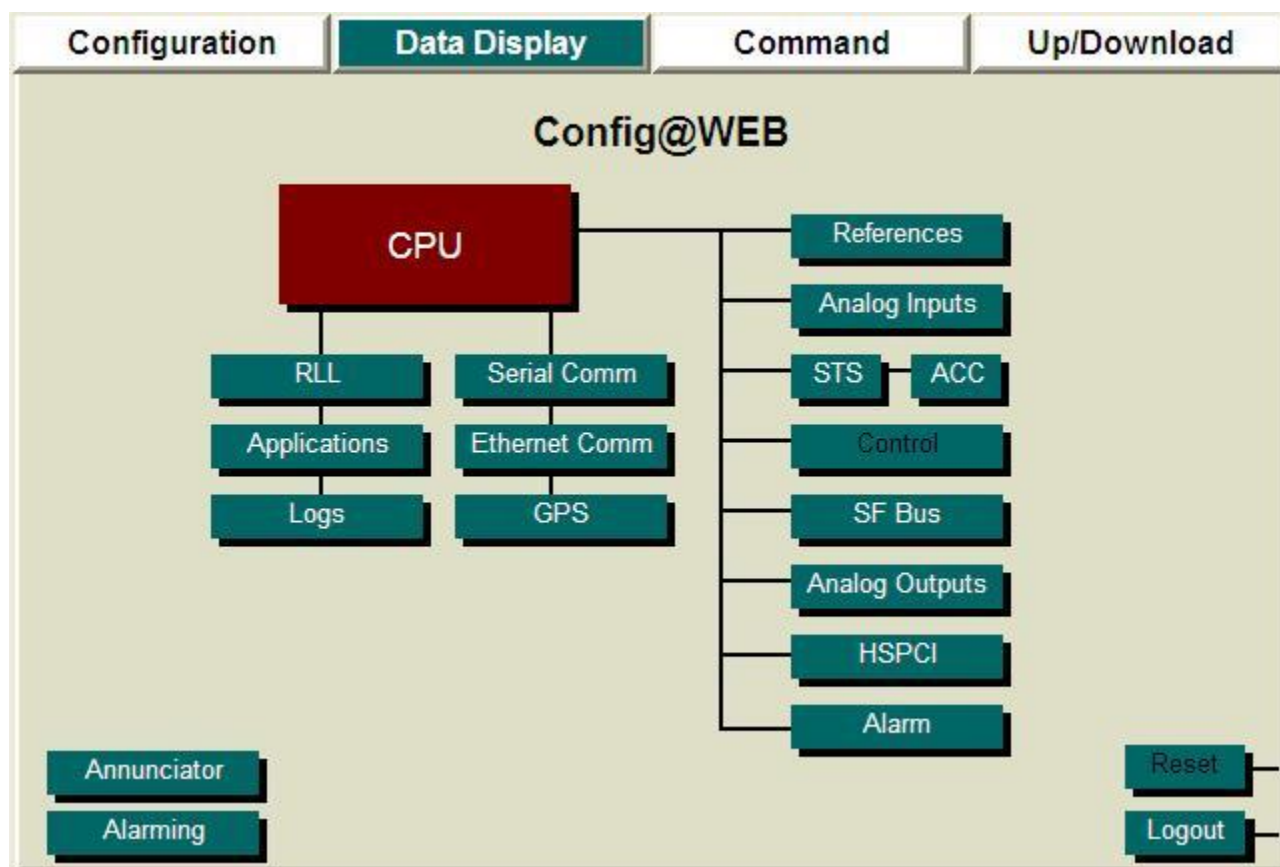 Configuration
Data Display
Command
Up/Download
Config@WEB
CPU
References
Analog Inputs
RLL
Serial Comm
STS
ACC
Applications
Ethernet Comm
Control
Logs
GPS
SF Bus
Analog Outputs
HSPCI
Alarm
Annunciator
Reset
Alarming
Logout